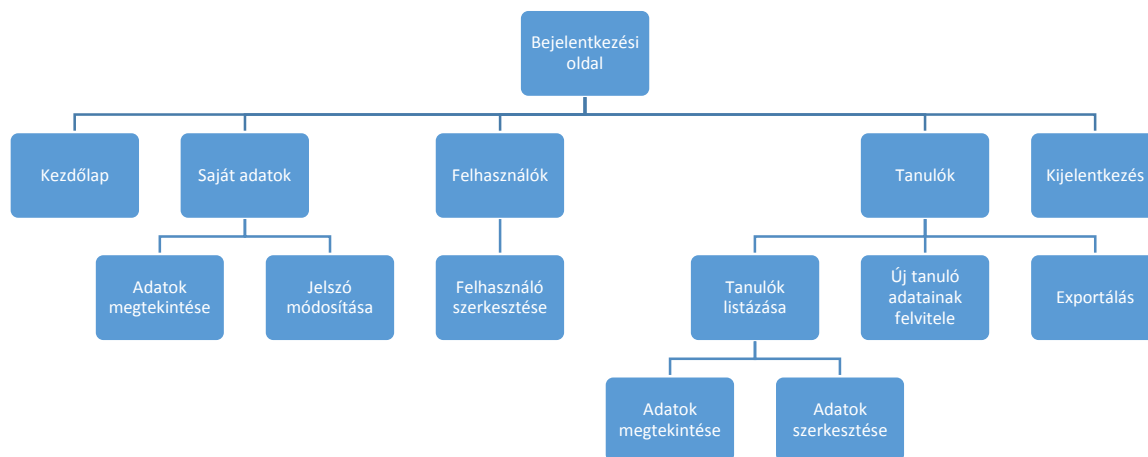 Bejelentkezési
oldal
Kezdőlap
Saját adatok
Felhasználók
Tanulók
Kijelentkezés
Adatok
megtekintése
Jelszó
módosítása
Felhasználó
szerkesztése
Tanulók
listázása
Új tanuló
adatainak
felvitele
Exportálás
Adatok
megtekintése
Adatok
szerkesztése